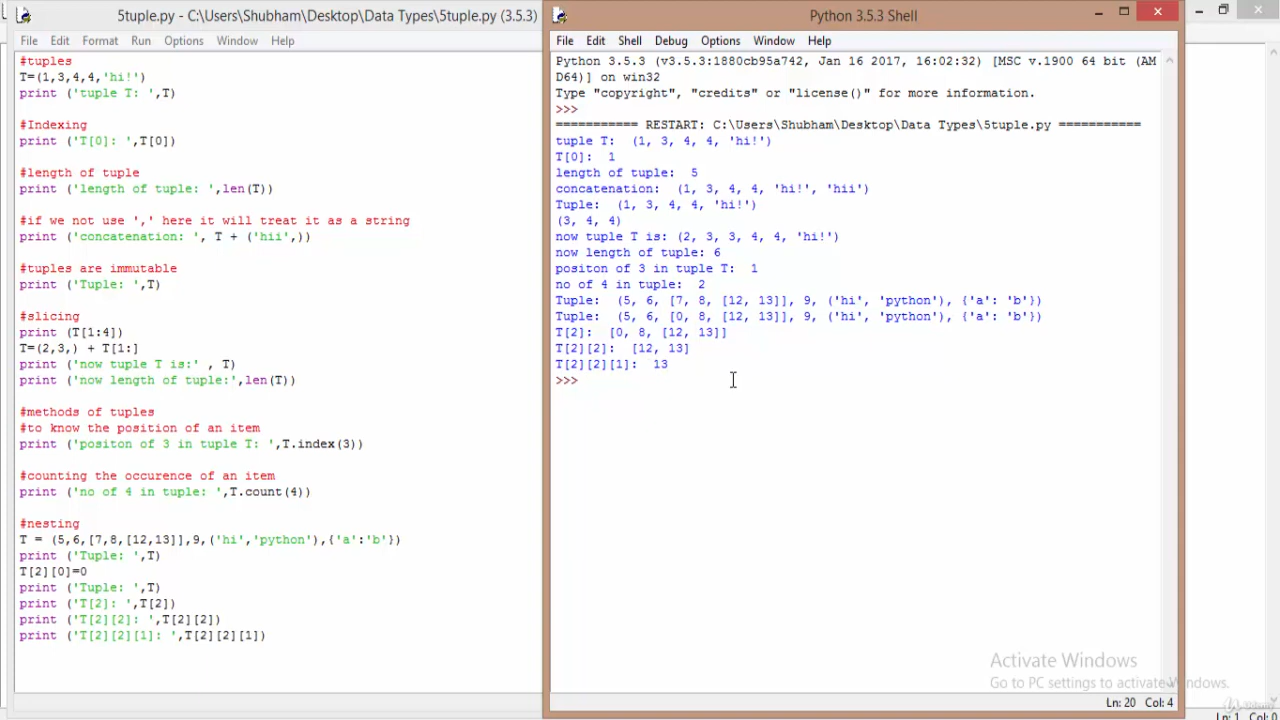 5tuple.py - C:\Users\Shubham\Desktop\Data Types\5tuple.py (3.5.3)
File Edit Format Run Options Window Help
#tuples
T=(1,3,4,4,'hi!')
print ('tuple T: ',T)
#Indexing
print ('T[0]: ',T[0])
#length of tuple
print ('length of tuple: ',len(T))
#if we not use ',' here it will treat it as a string
print ('concatenation: ', T + ('hii',))
#tuples are immutable
print ('Tuple: ',T)
#slicing
print (T[1:4])
T=(2,3,) + T[1:]
print ('now tuple T is:' , T)
print ('now length of tuple:',len(T))
#methods of tuples
#to know the position of an item
print ('positon of 3 in tuple T: ',T.index(3))
#counting the occurence of an item
print ('no of 4 in tuple: ',T.count(4))
#nesting
T = (5,6,[7,8,[12,13]],9,('hi','python'),{'a':'b'})
print ('Tuple: ',T)
T[2][0]=0
print ('Tuple: ',T)
print ('T[2]: ',T[2])
print ('T[2][2]: ',T[2][2])
print ('T[2][2][1]: ',T[2][2][1])
Python 3.5.3 Shell
File Edit Shell Debug Options Window Help
Python 3.5.3 (v3.5.3:1880cb95a742, Jan 16 2017, 16:02:32) [MSC v.1900 64 bit (AM
D64)] on win32
Type "copyright", "credits" or "license()" for more information.
>>>
=========== RESTART: C:\Users\Shubham\Desktop\Data Types\5tuple.py ===========
tuple T:  (1, 3, 4, 4, 'hi!')
T[0]:  1
length of tuple:  5
concatenation:  (1, 3, 4, 4, 'hi!', 'hii')
Tuple:  (1, 3, 4, 4, 'hi!')
(3, 4, 4)
now tuple T is: (2, 3, 3, 4, 4, 'hi!')
now length of tuple: 6
positon of 3 in tuple T:  1
no of 4 in tuple:  2
Tuple:  (5, 6, [7, 8, [12, 13]], 9, ('hi', 'python'), {'a': 'b'})
Tuple:  (5, 6, [0, 8, [12, 13]], 9, ('hi', 'python'), {'a': 'b'})
T[2]:  [0, 8, [12, 13]]
T[2][2]:  [12, 13]
T[2][2][1]:  13
>>>
Activate Windows
Go to PC settings to activate Windows.
Ln: 20 Col: 4
Udemy
Ln: 1 Col: 0